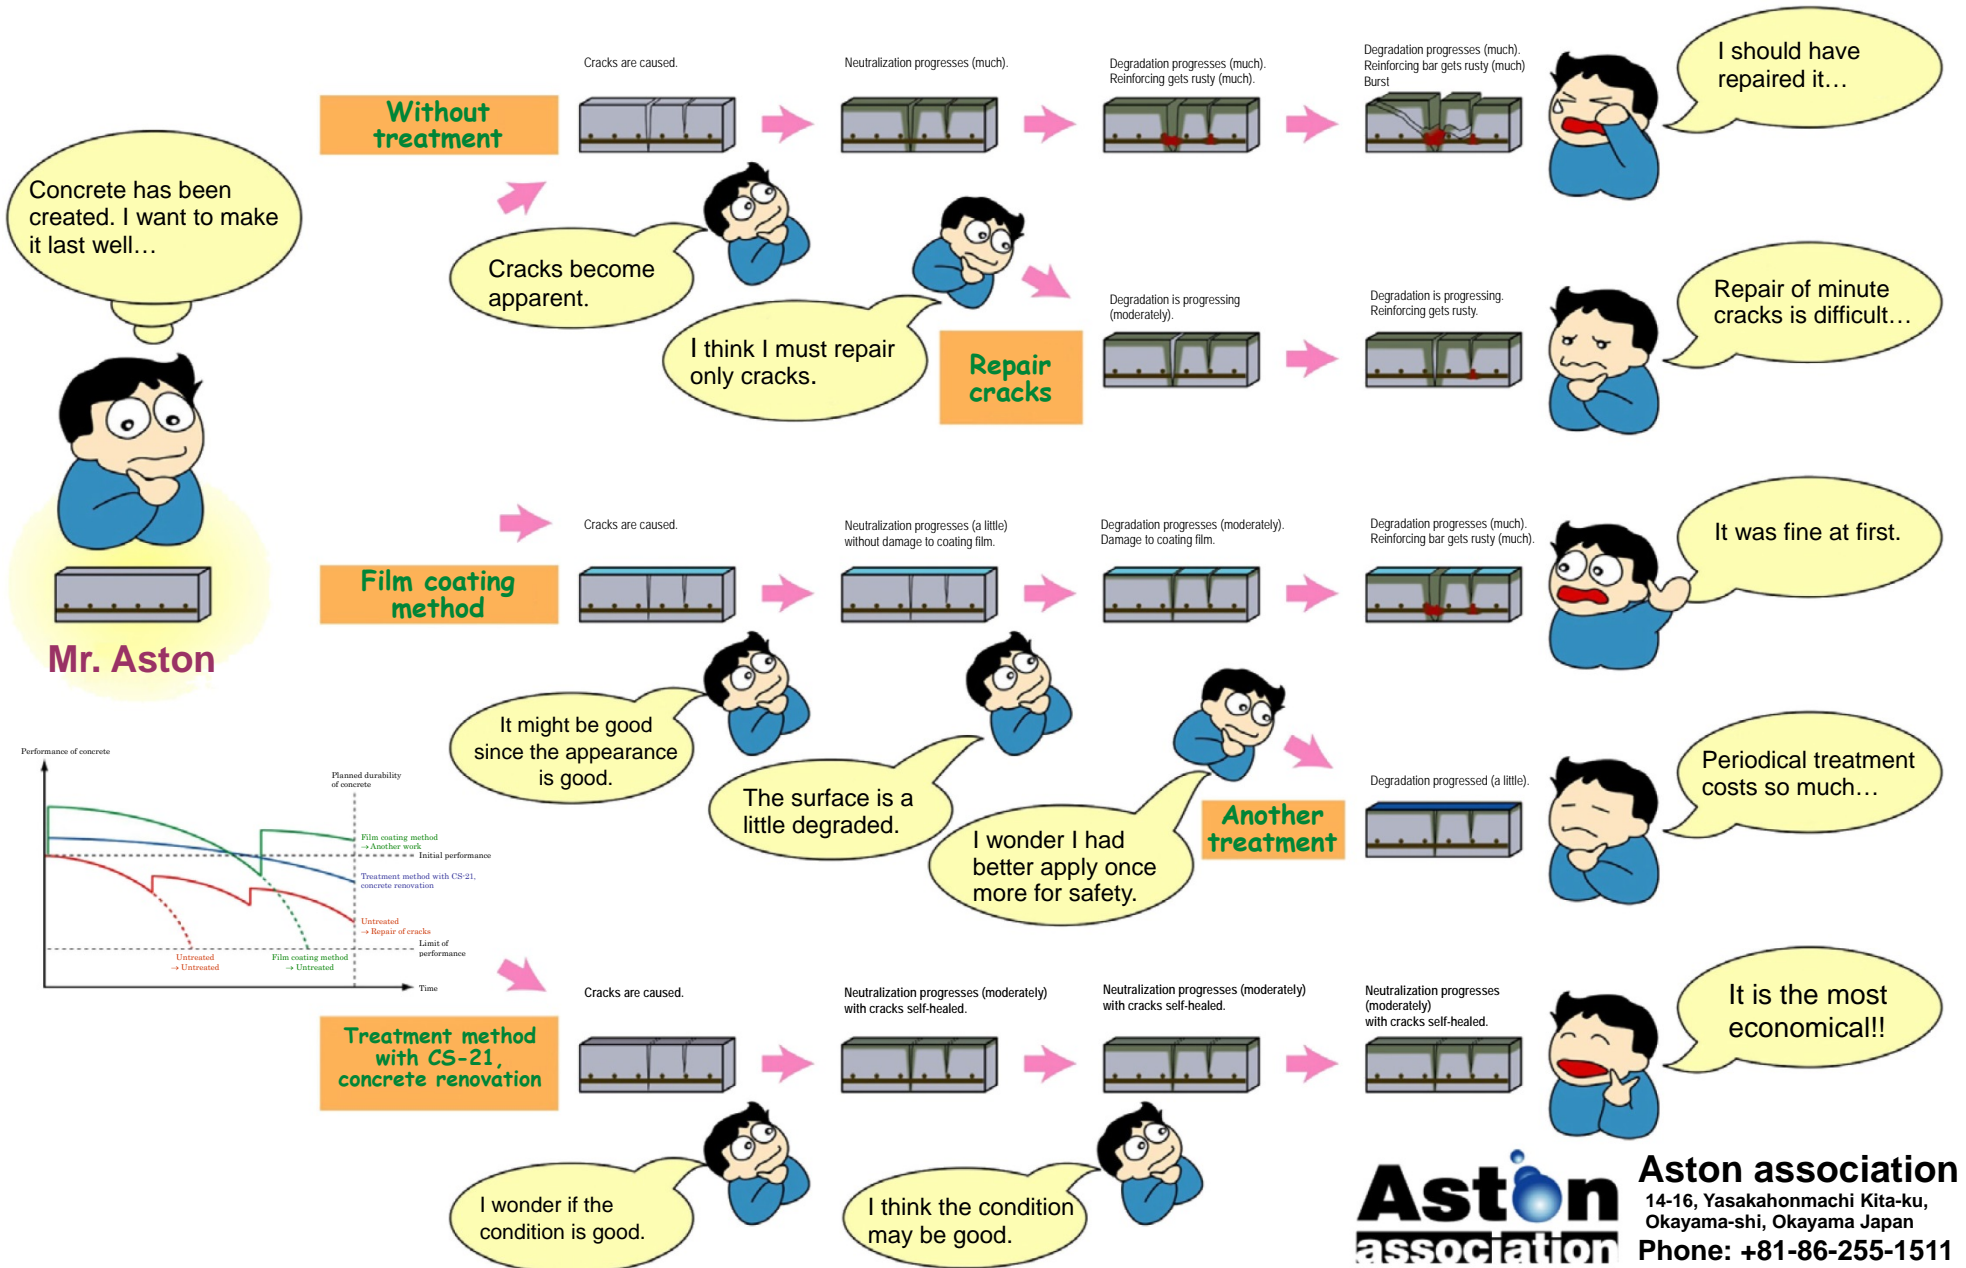 Concrete has been
created. I want to make
it last well…
Mr. Aston
Without
treatment
Cracks are caused.
Neutralization progresses (much).
Degradation progresses (much).
Reinforcing gets rusty (much).
Degradation progresses (much).
Reinforcing bar gets rusty (much)
Burst
I should have
repaired it…
Cracks become
apparent.
I think I must repair
only cracks.
Repair
cracks
Degradation is progressing
(moderately).
Degradation is progressing.
Reinforcing gets rusty.
Repair of minute
cracks is difficult…
Film coating
method
Cracks are caused.
Neutralization progresses (a little)
without damage to coating film.
Degradation progresses (moderately).
Damage to coating film.
Degradation progresses (much).
Reinforcing bar gets rusty (much).
It was fine at first.
It might be good
since the appearance
is good.
The surface is a
little degraded.
I wonder I had
better apply once
more for safety.
Another
treatment
Degradation progressed (a little).
Periodical treatment
costs so much…
Performance of concrete
Planned durability
of concrete
Film coating method
→ Another work
Initial performance
Treatment method with CS-21,
concrete renovation
Untreated
→ Repair of cracks
Limit of
performance
Untreated
→ Untreated
Film coating method
→ Untreated
Time
Treatment method
with CS-21,
concrete renovation
Cracks are caused.
Neutralization progresses (moderately)
with cracks self-healed.
Neutralization progresses (moderately)
with cracks self-healed.
Neutralization progresses
(moderately)
with cracks self-healed.
It is the most
economical!!
I wonder if the
condition is good.
I think the condition
may be good.
Aston
association
Aston association
14-16, Yasakahonmachi Kita-ku,
Okayama-shi, Okayama Japan
Phone: +81-86-255-1511